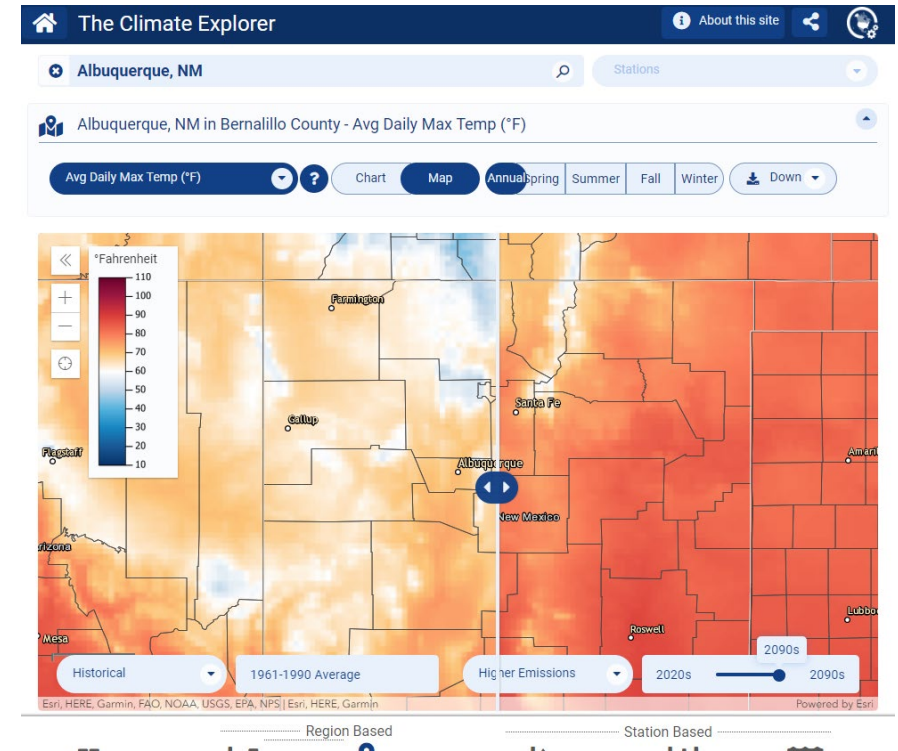 The Climate Explorer
About this site
Albuquerque, NM
Stations
Albuquerque, NM in Bernalillo County - Avg Daily Max Temp (°F)
Avg Daily Max Temp (°F)
?
Chart
Map
Annual
Spring
Summer
Fall
Winter
Down
°Fahrenheit
110
100
90
80
70
60
50
40
30
20
10
Farmington
Gallup
Santa Fe
Flagstaff
Albuquerque
Amari
New Mexico
Arizona
Lubbo
Roswell
Mesa
2090s
Historical
1961-1990 Average
Higher Emissions
2020s
2090s
Esri, HERE, Garmin, FAO, NOAA, USGS, EPA, NPS | Esri, HERE, Garmin
Powered by Esri
Region Based
Station Based